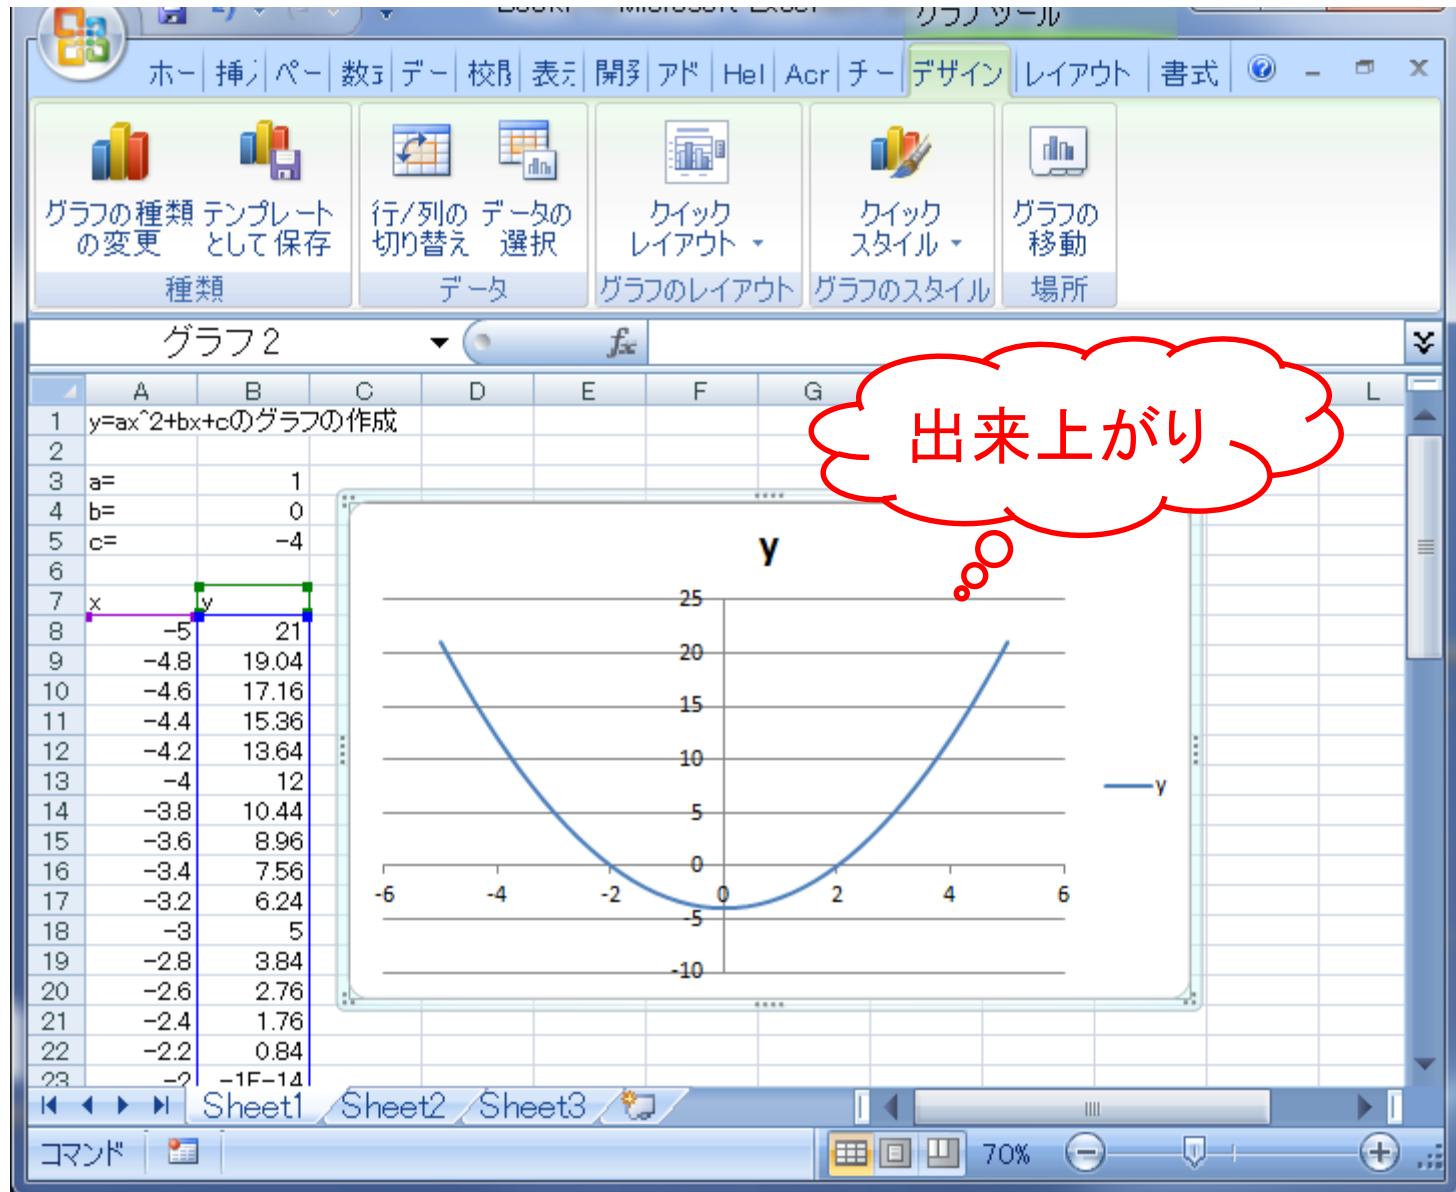 グラフ ツール
ホー 挿 ペー 数 デー 校 表 開 アド Hel Acr チー デザイン レイアウト 書式
グラフの種類の変更 テンプレートとして保存 行/列の切り替え データの選択 クイックレイアウト クイックスタイル グラフの移動
種類 データ グラフのレイアウト グラフのスタイル 場所
グラフ 2 fx
出来上がり
A B C D E F G L
1 y=ax^2+bx+cのグラフの作成
2
3 a= 1
4 b= 0
5 c= -4
6
7 x y
8 -5 21
9 -4.8 19.04
10 -4.6 17.16
11 -4.4 15.36
12 -4.2 13.64
13 -4 12
14 -3.8 10.44
15 -3.6 8.96
16 -3.4 7.56
17 -3.2 6.24
18 -3 5
19 -2.8 3.84
20 -2.6 2.76
21 -2.4 1.76
22 -2.2 0.84
23 -2 -1E-14
y
25
20
15
10
5
0
-5
-10
-6 -4 -2 0 2 4 6
y
Sheet1 Sheet2 Sheet3
コマンド 70%